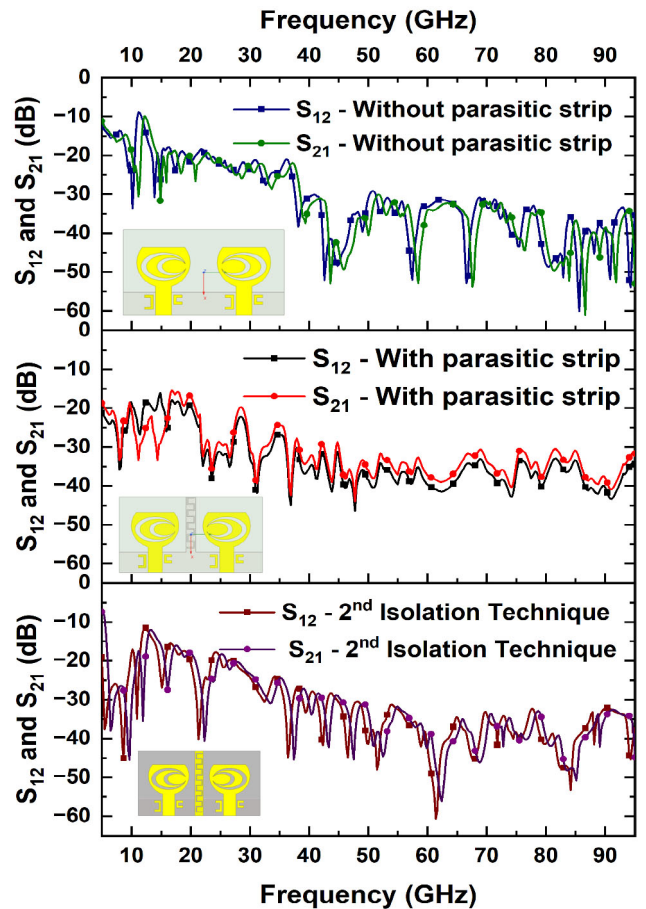 Frequency (GHz)
10 20 30 40 50 60 70 80 90
0
S₁₂ - Without parasitic strip
−10
S₂₁ - Without parasitic strip
−20
−30
−40
−50
−60
S₁₂ and S₂₁ (dB)
0
S₁₂ - With parasitic strip
−10
S₂₁ - With parasitic strip
−20
−30
−40
−50
−60
S₁₂ and S₂₁ (dB)
0
S₁₂ - 2ⁿᵈ Isolation Technique
−10
S₂₁ - 2ⁿᵈ Isolation Technique
−20
−30
−40
−50
−60
S₁₂ and S₂₁ (dB)
10 20 30 40 50 60 70 80 90
Frequency (GHz)